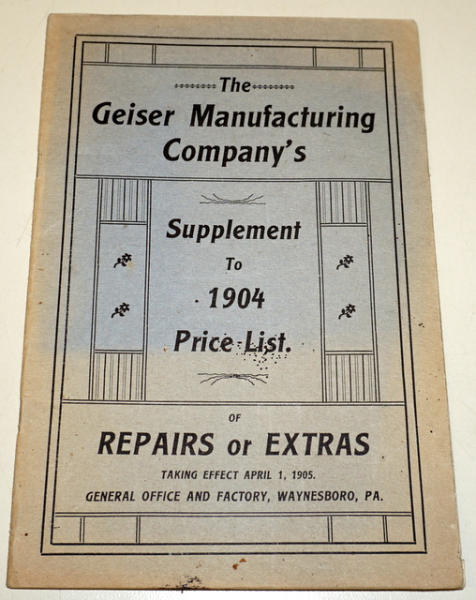 The
Geiser Manufacturing
Company's
Supplement
To
1904
Price List.
OF
REPAIRS or EXTRAS
TAKING EFFECT APRIL 1, 1905.
GENERAL OFFICE AND FACTORY, WAYNESBORO, PA.